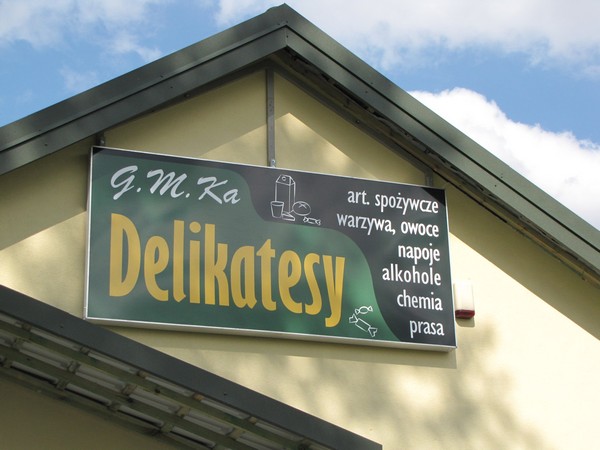 G.M.Ka
Delikatesy
art. spożywcze
warzywa, owoce
napoje
alkohole
chemia
prasa